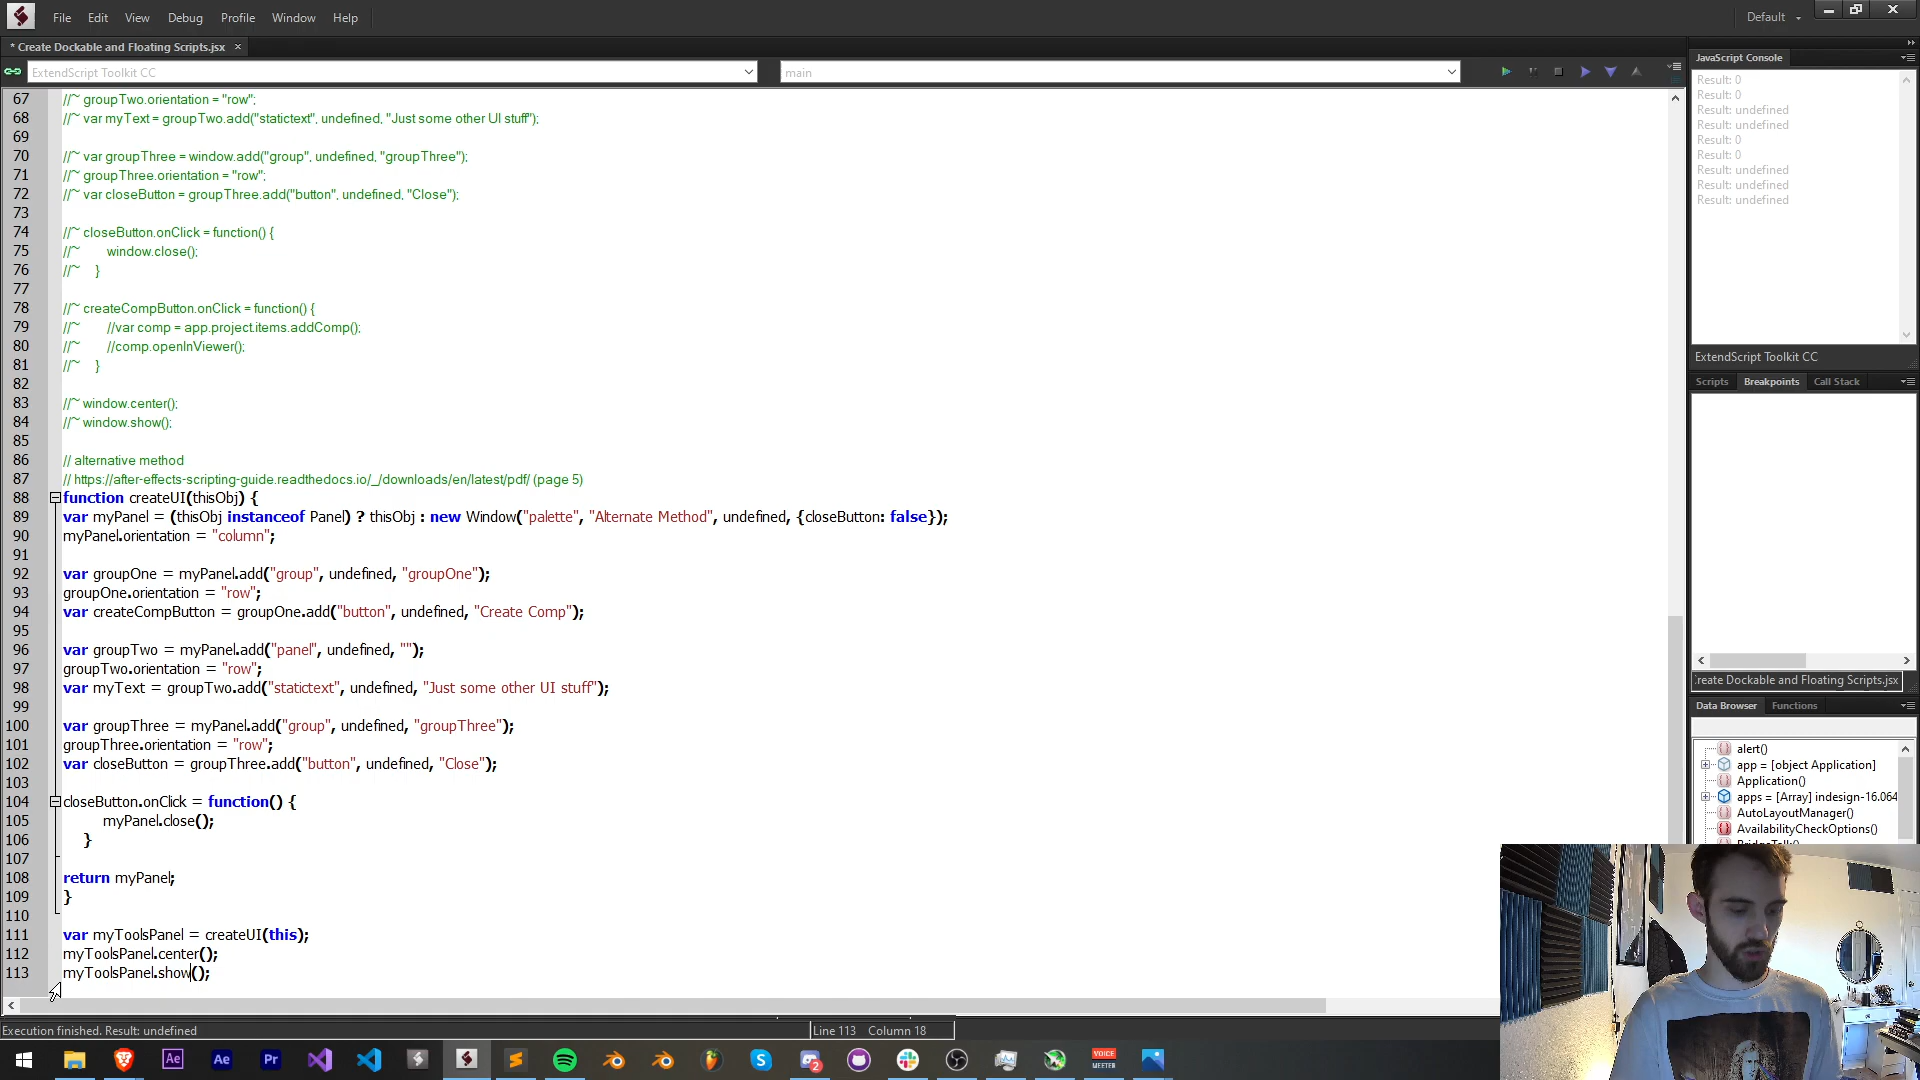 File Edit View Debug Profile Window Help
Default
* Create Dockable and Floating Scripts.jsx ×
ExtendScript Toolkit CC
main
67 //~ groupTwo.orientation = "row";
68 //~ var myText = groupTwo.add("statictext", undefined, "Just some other UI stuff");
69
70 //~ var groupThree = window.add("group", undefined, "groupThree");
71 //~ groupThree.orientation = "row";
72 //~ var closeButton = groupThree.add("button", undefined, "Close");
73
74 //~ closeButton.onClick = function() {
75 //~ window.close();
76 //~ }
77
78 //~ createCompButton.onClick = function() {
79 //~ //var comp = app.project.items.addComp();
80 //~ //comp.openInViewer();
81 //~ }
82
83 //~ window.center();
84 //~ window.show();
85
86 // alternative method
87 // https://after-effects-scripting-guide.readthedocs.io/_/downloads/en/latest/pdf/ (page 5)
88 function createUI(thisObj) {
89 var myPanel = (thisObj instanceof Panel) ? thisObj : new Window("palette", "Alternate Method", undefined, {closeButton: false});
90 myPanel.orientation = "column";
91
92 var groupOne = myPanel.add("group", undefined, "groupOne");
93 groupOne.orientation = "row";
94 var createCompButton = groupOne.add("button", undefined, "Create Comp");
95
96 var groupTwo = myPanel.add("panel", undefined, "");
97 groupTwo.orientation = "row";
98 var myText = groupTwo.add("statictext", undefined, "Just some other UI stuff");
99
100 var groupThree = myPanel.add("group", undefined, "groupThree");
101 groupThree.orientation = "row";
102 var closeButton = groupThree.add("button", undefined, "Close");
103
104 closeButton.onClick = function() {
105 myPanel.close();
106 }
107
108 return myPanel;
109 }
110
111 var myToolsPanel = createUI(this);
112 myToolsPanel.center();
113 myToolsPanel.show();
Execution finished. Result: undefined
Line 113 Column 18
JavaScript Console
Result: 0
Result: 0
Result: undefined
Result: undefined
Result: 0
Result: 0
Result: undefined
Result: undefined
Result: undefined
ExtendScript Toolkit CC
Scripts Breakpoints Call Stack
reate Dockable and Floating Scripts.jsx
Data Browser Functions
alert()
app = [object Application]
Application()
apps = [Array] indesign-16.064
AutoLayoutManager()
AvailabilityCheckOptions()
Ae
Ae
Pr
2
VOICE
MEETER